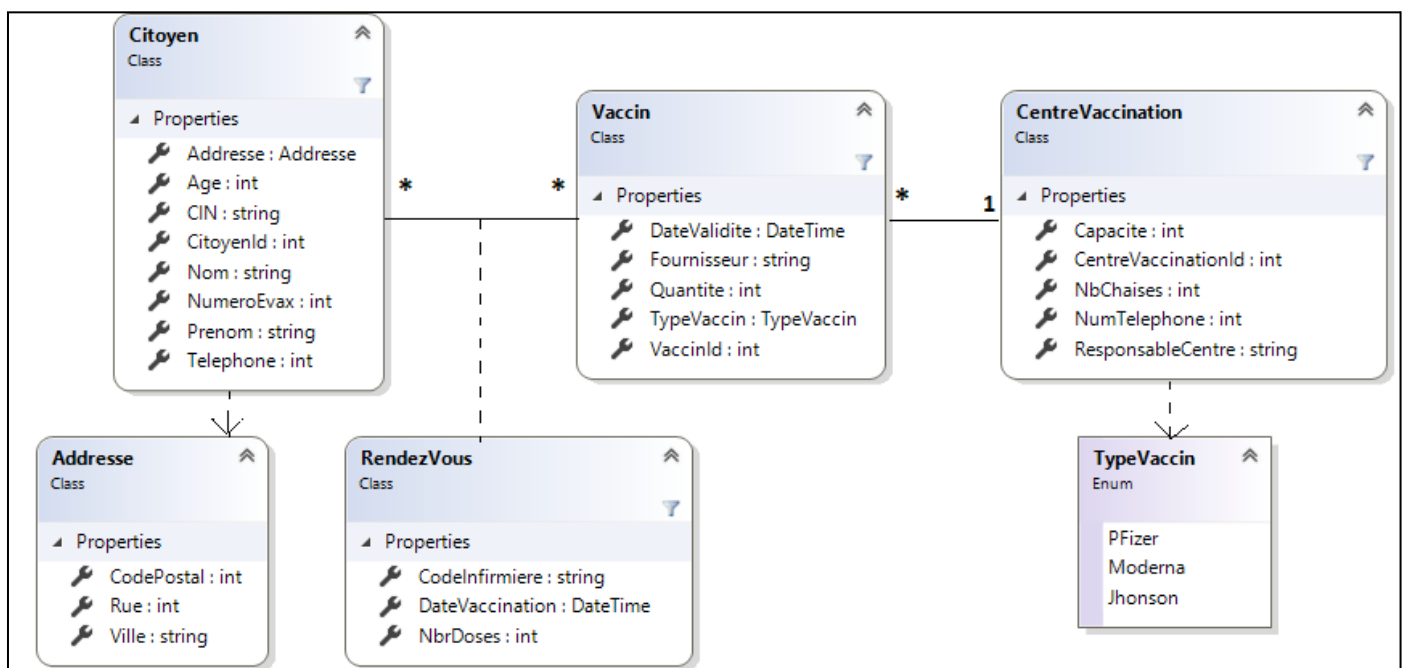 Citoyen
Class
Properties
Addresse : Addresse
Age : int
CIN : string
CitoyenId : int
Nom : string
NumeroEvax : int
Prenom : string
Telephone : int
*
*
Vaccin
Class
Properties
DateValidite : DateTime
Fournisseur : string
Quantite : int
TypeVaccin : TypeVaccin
VaccinId : int
*
1
CentreVaccination
Class
Properties
Capacite : int
CentreVaccinationId : int
NbChaises : int
NumTelephone : int
ResponsableCentre : string
Addresse
Class
Properties
CodePostal : int
Rue : int
Ville : string
RendezVous
Class
Properties
CodeInfirmiere : string
DateVaccination : DateTime
NbrDoses : int
TypeVaccin
Enum
PFizer
Moderna
Jhonson